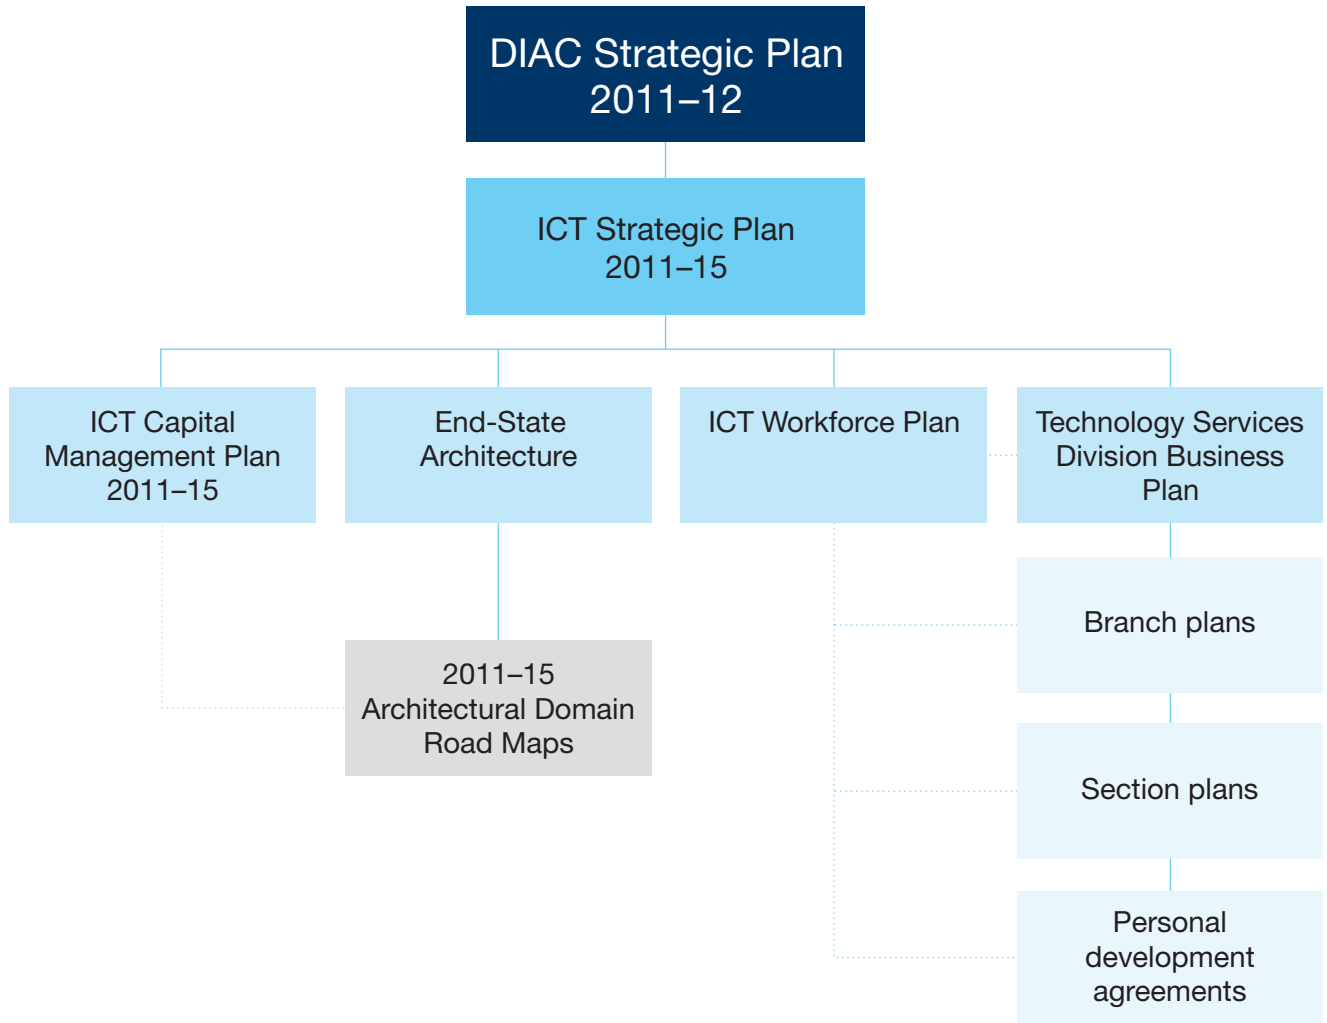 DIAC Strategic Plan
2011–12
ICT Strategic Plan
2011–15
ICT Capital
Management Plan
2011–15
End-State
Architecture
ICT Workforce Plan
Technology Services
Division Business
Plan
2011–15
Architectural Domain
Road Maps
Branch plans
Section plans
Personal
development
agreements